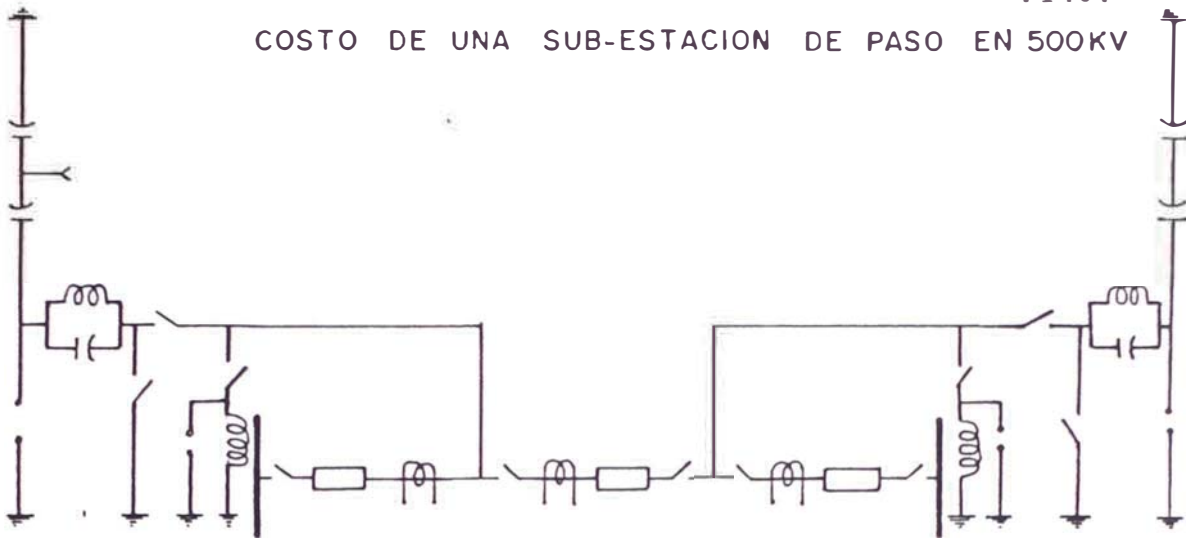 COSTO DE UNA SUB-ESTACION DE PASO EN 500KV